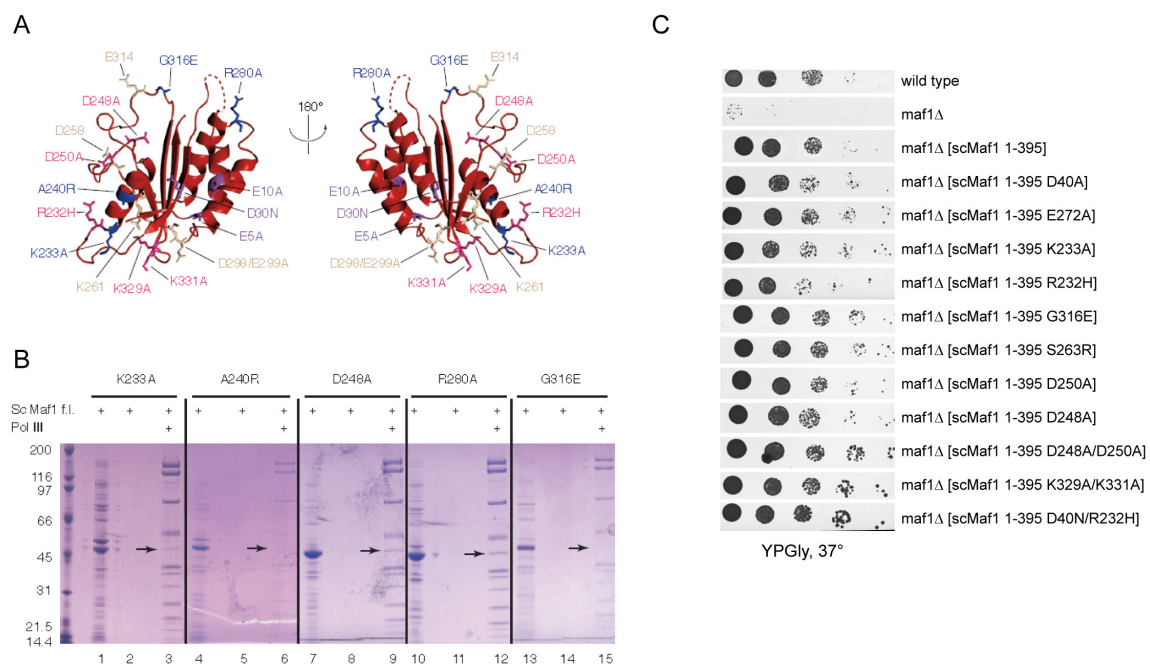 A
E314
G316E
R280A
D248A
D258
D250A
A240R
R232H
K233A
K261
K329A
K331A
D298/E299A
E5A
D30N
E10A
180°
R280A
G316E
E314
D248A
D258
D250A
A240R
R232H
K233A
K261
K329A
K331A
D298/E299A
E5A
D30N
E10A
B
K233A A240R D248A R280A G316E
Sc Maf1 f.l. + + + + + + + + + + + + + + +
Pol III + + + + +
200
116
97
66
45
31
21.5
14.4
1 2 3 4 5 6 7 8 9 10 11 12 13 14 15
C
wild type
maf1Δ
maf1Δ [scMaf1 1-395]
maf1Δ [scMaf1 1-395 D40A]
maf1Δ [scMaf1 1-395 E272A]
maf1Δ [scMaf1 1-395 K233A]
maf1Δ [scMaf1 1-395 R232H]
maf1Δ [scMaf1 1-395 G316E]
maf1Δ [scMaf1 1-395 S263R]
maf1Δ [scMaf1 1-395 D250A]
maf1Δ [scMaf1 1-395 D248A]
maf1Δ [scMaf1 1-395 D248A/D250A]
maf1Δ [scMaf1 1-395 K329A/K331A]
maf1Δ [scMaf1 1-395 D40N/R232H]
YPGly, 37°